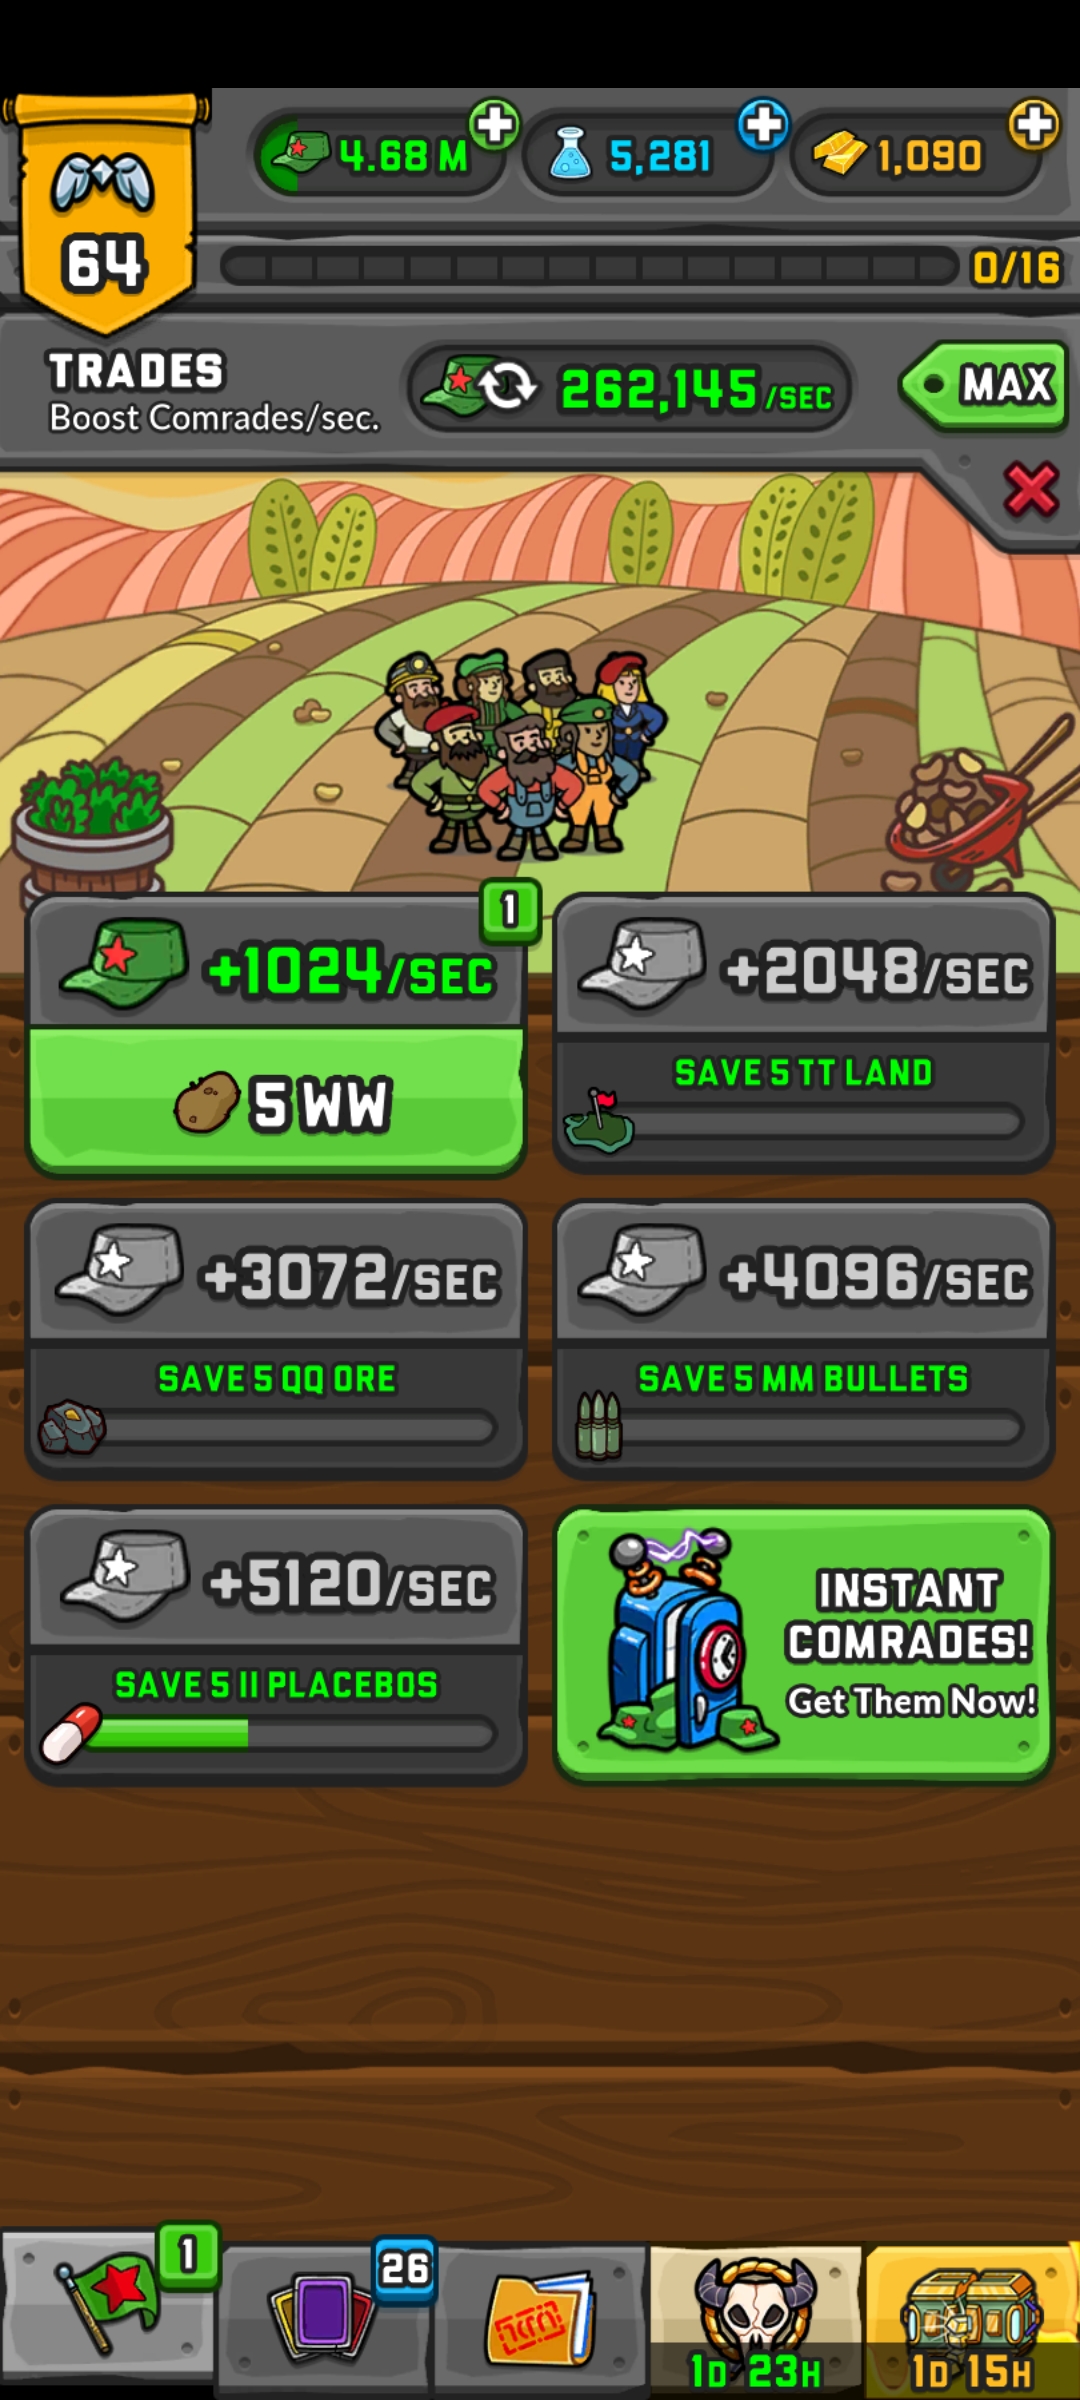 64
4.68 M
5,281
1,090
0/16
TRADES
Boost Comrades/sec.
262,145/SEC
MAX
1
+1024/SEC
5 WW
+2048/SEC
SAVE 5 TT LAND
+3072/SEC
SAVE 5 QQ ORE
+4096/SEC
SAVE 5 MM BULLETS
+5120/SEC
SAVE 5 II PLACEBOS
INSTANT
COMRADES!
Get Them Now!
1
26
1D 23H
1D 15H